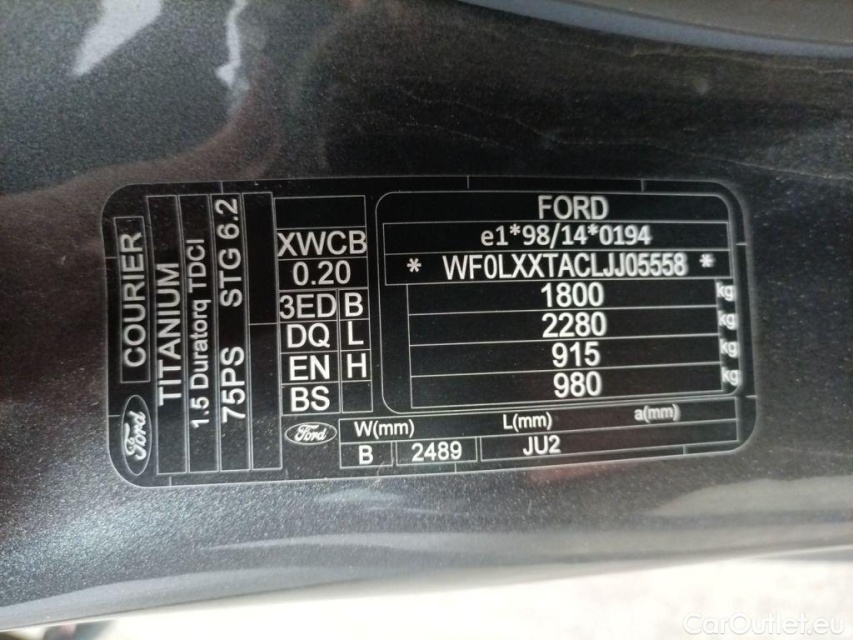 COURIER
TITANIUM
1.5 Duratorq TDCI
75PS STG 6.2
Ford
XWCB
0.20
3ED B
DQ L
EN H
BS
FORD
e1*98/14*0194
* WF0LXXTACLJJ05558 *
1800 kg
2280 kg
915 kg
980 kg
Ford
W(mm) L(mm) a(mm)
B 2489 JU2
CarOutlet.eu